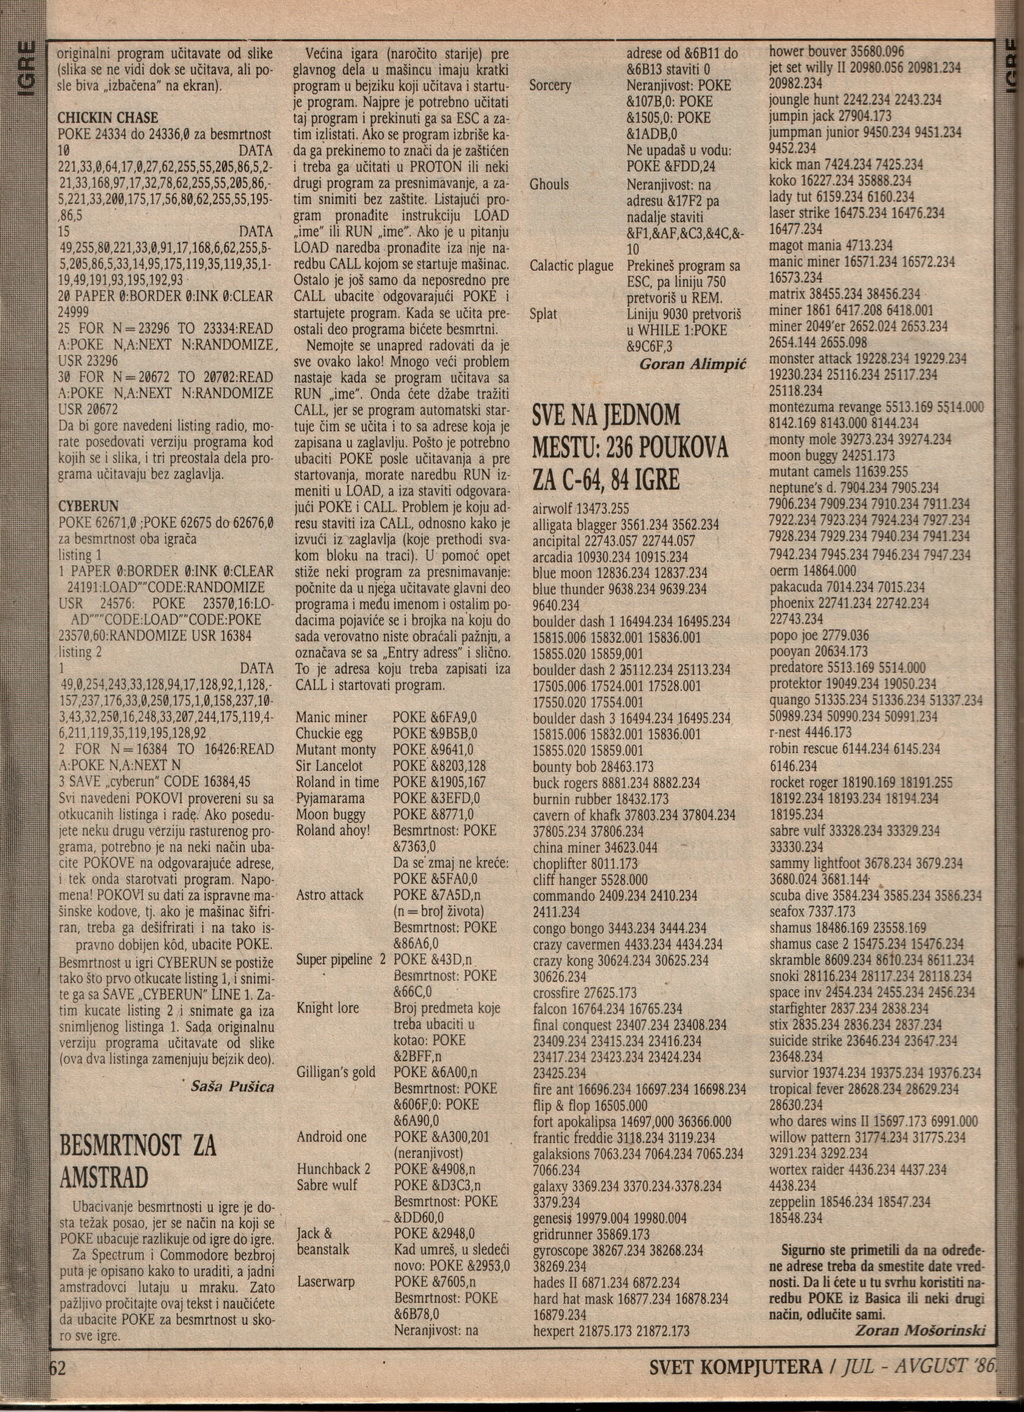 IGRE
originalni program učitavate od slike
(slika se ne vidi dok se učitava, ali po-
sle biva „izbačena" na ekran).
CHICKIN CHASE
POKE 24334 do 24336,0 za besmrtnost
10 DATA
221,33,0,64,17,0,27,62,255,55,205,86,5,2-
21,33,168,97,17,32,78,62,255,55,205,86,-
5,221,33,200,175,17,56,80,62,255,55,195-
,86,5
15 DATA
49,255,80,221,33,0,91,17,168,6,62,255,5-
5,205,86,5,33,14,95,175,119,35,119,35,1-
19,49,191,93,195,192,93
20 PAPER 0:BORDER 0:INK 0:CLEAR
24999
25 FOR N=23296 TO 23334:READ
A:POKE N,A:NEXT N:RANDOMIZE,
USR 23296
30 FOR N=20672 TO 20702:READ
A:POKE N,A:NEXT N:RANDOMIZE
USR 20672
Da bi gore navedeni listing radio, mo-
rate posedovati verziju programa kod
kojih se i slika, i tri preostala dela pro-
grama učitavaju bez zaglavlja.
CYBERUN
POKE 62671,0 ;POKE 62675 do 62676,0
za besmrtnost oba igrača
listing 1
1 PAPER 0:BORDER 0:INK 0:CLEAR
24191:LOAD""CODE:RANDOMIZE
USR 24576: POKE 23570,16:LO-
AD""CODE:LOAD""CODE:POKE
23570,60:RANDOMIZE USR 16384
listing 2
1 DATA
49,0,254,243,33,128,94,17,128,92,1,128,-
157,237,176,33,0,250,175,1,0,158,237,10-
3,43,32,250,16,248,33,207,244,175,119,4-
6,211,119,35,119,195,128,92
2 FOR N=16384 TO 16426:READ
A:POKE N,A:NEXT N
3 SAVE „cyberun" CODE 16384,45
Svi navedeni POKOVI provereni su sa
otkucanih listinga i rade. Ako posedu-
jete neku drugu verziju rasturenog pro-
grama, potrebno je na neki način uba-
cite POKOVE na odgovarajuće adrese,
i tek onda starotvati program. Napo-
mena! POKOVI su dati za ispravne ma-
šinske kodove, tj. ako je mašinac šifri-
ran, treba ga dešifrirati i na tako is-
pravno dobijen kôd, ubacite POKE.
Besmrtnost u igri CYBERUN se postiže
tako što prvo otkucate listing 1, i snimi-
te ga sa SAVE „CYBERUN" LINE 1. Za-
tim kucate listing 2 i snimate ga iza
snimljenog listinga 1. Sada originalnu
verziju programa učitavate od slike
(ova dva listinga zamenjuju bejzik deo).
Saša Pušica
BESMRTNOST ZA
AMSTRAD
Ubacivanje besmrtnosti u igre je do-
sta težak posao, jer se način na koji se
POKE ubacuje razlikuje od igre do igre.
Za Spectrum i Commodore bezbroj
puta je opisano kako to uraditi, a jadni
amstradovci lutaju u mraku. Zato
pažljivo pročitajte ovaj tekst i naučićete
da ubacite POKE za besmrtnost u sko-
ro sve igre.
Većina igara (naročito starije) pre
glavnog dela u mašincu imaju kratki
program u bejziku koji učitava i startu-
je program. Najpre je potrebno učitati
taj program i prekinuti ga sa ESC a za-
tim izlistati. Ako se program izbriše ka-
da ga prekinemo to znači da je zaštićen
i treba ga učitati u PROTON ili neki
drugi program za presnimavanje, a za-
tim snimiti bez zaštite. Listajući pro-
gram pronađite instrukciju LOAD
„ime" ili RUN „ime". Ako je u pitanju
LOAD naredba pronađite iza nje na-
redbu CALL kojom se startuje mašinac.
Ostalo je još samo da neposredno pre
CALL ubacite odgovarajući POKE i
startujete program. Kada se učita pre-
ostali deo programa bićete besmrtni.
Nemojte se unapred radovati da je
sve ovako lako! Mnogo veći problem
nastaje kada se program učitava sa
RUN „ime". Onda ćete džabe tražiti
CALL, jer se program automatski star-
tuje čim se učita i to sa adrese koja je
zapisana u zaglavlju. Pošto je potrebno
ubaciti POKE posle učitavanja a pre
startovanja, morate naredbu RUN iz-
meniti u LOAD, a iza staviti odgovara-
jući POKE i CALL. Problem je koju ad-
resu staviti iza CALL, odnosno kako je
izvući iz zaglavlja (koje prethodi sva-
kom bloku na traci). U pomoć opet
stiže neki program za presnimavanje:
počnite da u njega učitavate glavni deo
programa i među imenom i ostalim po-
dacima pojaviće se i brojka na koju do
sada verovatno niste obraćali pažnju, a
označava se sa „Entry adress" i slično.
To je adresa koju treba zapisati iza
CALL i startovati program.
Manic miner POKE &6FA9,0
Chuckie egg POKE &9B5B,0
Mutant monty POKE &9641,0
Sir Lancelot POKE &8203,128
Roland in time POKE &1905,167
Pyjamarama POKE &3EFD,0
Moon buggy POKE &8771,0
Roland ahoy! Besmrtnost: POKE
&7363,0
Da se zmaj ne kreće:
POKE &5FA0,0
Astro attack POKE &7A5D,n
(n=broj života)
Besmrtnost: POKE
&86A6,0
Super pipeline 2 POKE &43D,n
Besmrtnost: POKE
&66C,0
Knight lore Broj predmeta koje
treba ubaciti u
kotao: POKE
&2BFF,n
Gilligan's gold POKE &6A00,n
Besmrtnost: POKE
&606F,0: POKE
&6A90,0
Android one POKE &A300,201
(neranjivost)
Hunchback 2 POKE &4908,n
Sabre wulf POKE &D3C3,n
Besmrtnost: POKE
&DD60,0
Jack & POKE &2948,0
beanstalk Kad umreš, u sledeći
novo: POKE &2953,0
Laserwarp POKE &7605,n
Besmrtnost: POKE
&6B78,0
Neranjivost: na
adrese od &6B11 do
&6B13 staviti 0
Sorcery Neranjivost: POKE
&107B,0: POKE
&1505,0: POKE
&1ADB,0
Ne upadaš u vodu:
POKE &FDD,24
Ghouls Neranjivost: na
adresu &17F2 pa
nadalje staviti
&F1,&AF,&C3,&4C,&-
10
Calactic plague Prekineš program sa
ESC, pa liniju 750
pretvoriš u REM.
Splat Liniju 9030 pretvoriš
u WHILE 1:POKE
&9C6F,3
Goran Alimpić
SVE NA JEDNOM
MESTU: 236 POUKOVA
ZA C-64, 84 IGRE
airwolf 13473.255
alligata blagger 3561.234 3562.234
ancipital 22743.057 22744.057
arcadia 10930.234 10915.234
blue moon 12836.234 12837.234
blue thunder 9638.234 9639.234
9640.234
boulder dash 1 16494.234 16495.234
15815.006 15832.001 15836.001
15855.020 15859,001
boulder dash 2 35112.234 25113.234
17505.006 17524.001 17528.001
17550.020 17554.001
boulder dash 3 16494.234 16495.234
15815.006 15832.001 15836.001
15855.020 15859.001
bounty bob 28463.173
buck rogers 8881.234 8882.234
burnin rubber 18432.173
cavern of khafk 37803.234 37804.234
37805.234 37806.234
china miner 34623.044
choplifter 8011.173
cliff hanger 5528.000
commando 2409.234 2410.234
2411.234
congo bongo 3443.234 3444.234
crazy cavermen 4433.234 4434.234
crazy kong 30624.234 30625.234
30626.234
crossfire 27625.173
falcon 16764.234 16765.234
final conquest 23407.234 23408.234
23409.234 23415.234 23416.234
23417.234 23423.234 23424.234
23425.234
fire ant 16696.234 16697.234 16698.234
flip & flop 16505.000
fort apokalipsa 14697,000 36366.000
frantic freddie 3118.234 3119.234
galaksions 7063.234 7064.234 7065.234
7066.234
galaxy 3369.234 3370.234.3378.234
3379.234
genesis 19979.004 19980.004
gridrunner 35869.173
gyroscope 38267.234 38268.234
38269.234
hades II 6871.234 6872.234
hard hat mask 16877.234 16878.234
16879.234
hexpert 21875.173 21872.173
hower bouver 35680.096
jet set willy II 20980.056 20981.234
20982.234
joungle hunt 2242.234 2243.234
jumpin jack 27904.173
jumpman junior 9450.234 9451.234
9452.234
kick man 7424.234 7425.234
koko 16227.234 35888.234
lady tut 6159.234 6160.234
laser strike 16475.234 16476.234
16477.234
magot mania 4713.234
manic miner 16571.234 16572.234
16573.234
matrix 38455.234 38456.234
miner 1861 6417.208 6418.001
miner 2049'er 2652.024 2653.234
2654.144 2655.098
monster attack 19228.234 19229.234
19230.234 25116.234 25117.234
25118.234
montezuma revange 5513.169 5514.000
8142.169 8143.000 8144.234
monty mole 39273.234 39274.234
moon buggy 24251.173
mutant camels 11639.255
neptune's d. 7904.234 7905.234
7906.234 7909.234 7910.234 7911.234
7922.234 7923.234 7924.234 7927.234
7928.234 7929.234 7940.234 7941.234
7942.234 7945.234 7946.234 7947.234
oerm 14864.000
pakacuda 7014.234 7015.234
phoenix 22741.234 22742.234
22743.234
popo joe 2779.036
pooyan 20634.173
predatore 5513.169 5514.000
protektor 19049.234 19050.234
quango 51335.234 51336.234 51337.234
50989.234 50990.234 50991.234
r-nest 4446.173
robin rescue 6144.234 6145.234
6146.234
rocket roger 18190.169 18191.255
18192.234 18193.234 18194.234
18195.234
sabre vulf 33328.234 33329.234
33330.234
sammy lightfoot 3678.234 3679.234
3680.024 3681.144
scuba dive 3584.234 3585.234 3586.234
seafox 7337.173
shamus 18486.169 23558.169
shamus case 2 15475.234 15476.234
skramble 8609.234 8610.234 8611.234
snoki 28116.234 28117.234 28118.234
space inv 2454.234 2455.234 2456.234
starfighter 2837.234 2838.234
stix 2835.234 2836.234 2837.234
suicide strike 23646.234 23647.234
23648.234
survior 19374.234 19375.234 19376.234
tropical fever 28628.234 28629.234
28630.234
who dares wins II 15697.173 6991.000
willow pattern 31774.234 31775.234
3291.234 3292.234
wortex raider 4436.234 4437.234
4438.234
zeppelin 18546.234 18547.234
18548.234
Sigurno ste primetili da na određe-
ne adrese treba da smestite date vred-
nosti. Da li ćete u tu svrhu koristiti na-
redbu POKE iz Basica ili neki drugi
način, odlučite sami.
Zoran Mošorinski
62
SVET KOMPJUTERA / JUL - AVGUST '86.